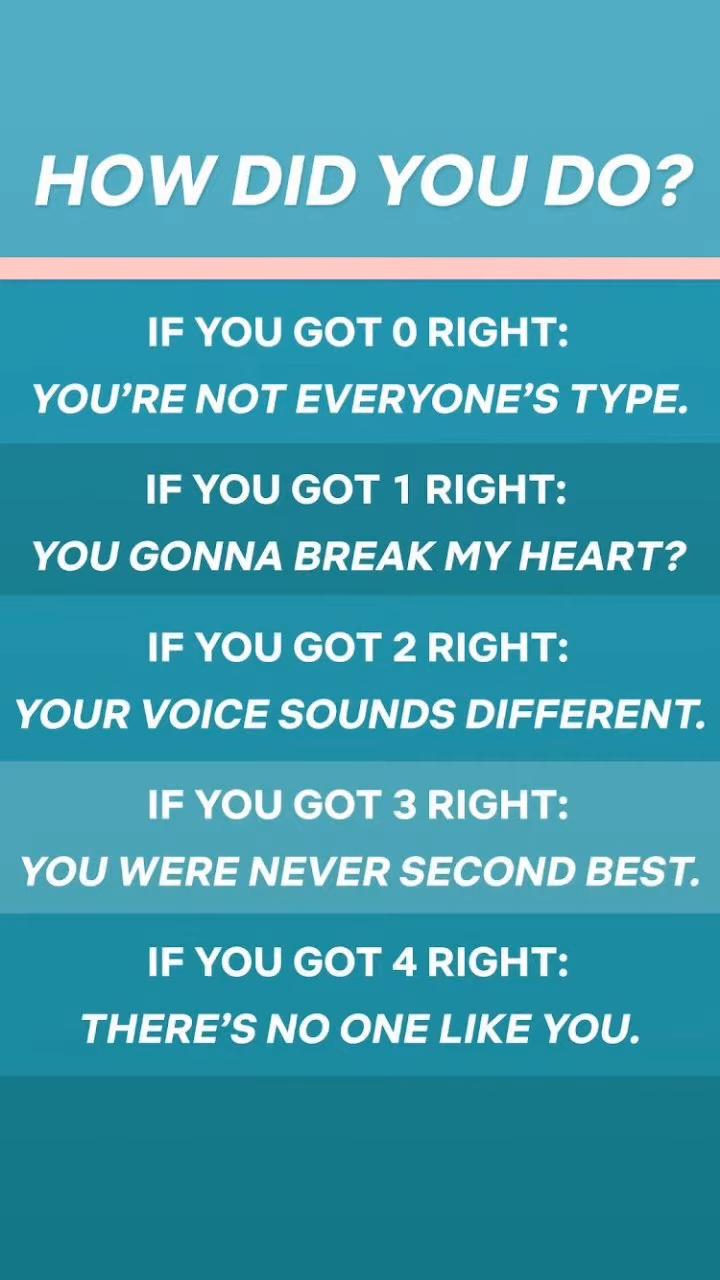 HOW DID YOU DO?
IF YOU GOT 0 RIGHT:
YOU'RE NOT EVERYONE'S TYPE.
IF YOU GOT 1 RIGHT:
YOU GONNA BREAK MY HEART?
IF YOU GOT 2 RIGHT:
YOUR VOICE SOUNDS DIFFERENT.
IF YOU GOT 3 RIGHT:
YOU WERE NEVER SECOND BEST.
IF YOU GOT 4 RIGHT:
THERE'S NO ONE LIKE YOU.